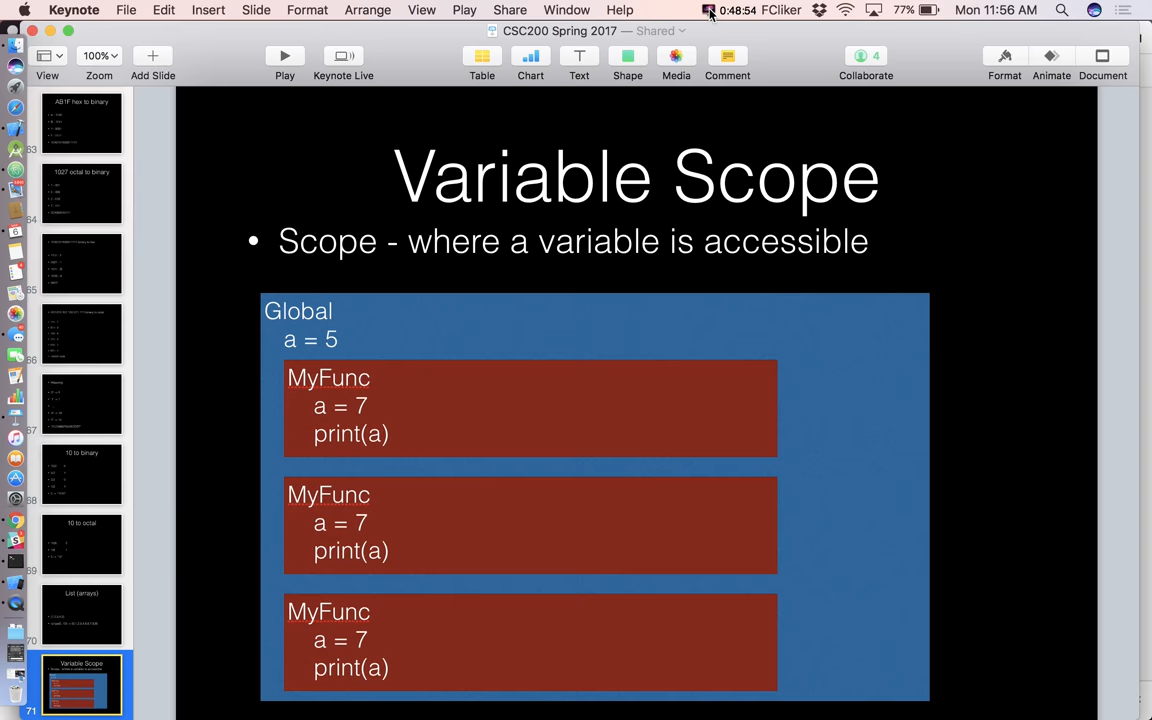 Keynote File Edit Insert Slide Format Arrange View Play Share Window Help 0:48:54 FCliker 77% Mon 11:56 AM
CSC200 Spring 2017 — Shared
100%
View Zoom Add Slide Play Keynote Live Table Chart Text Shape Media Comment Collaborate Format Animate Document
4
AB1F hex to binary
63
1027 octal to binary
64
65
66
67
10 to binary
68
10 to octal
69
List (arrays)
70
Variable Scope
71
Variable Scope
• Scope - where a variable is accessible
Global
a = 5
MyFunc
a = 7
print(a)
MyFunc
a = 7
print(a)
MyFunc
a = 7
print(a)